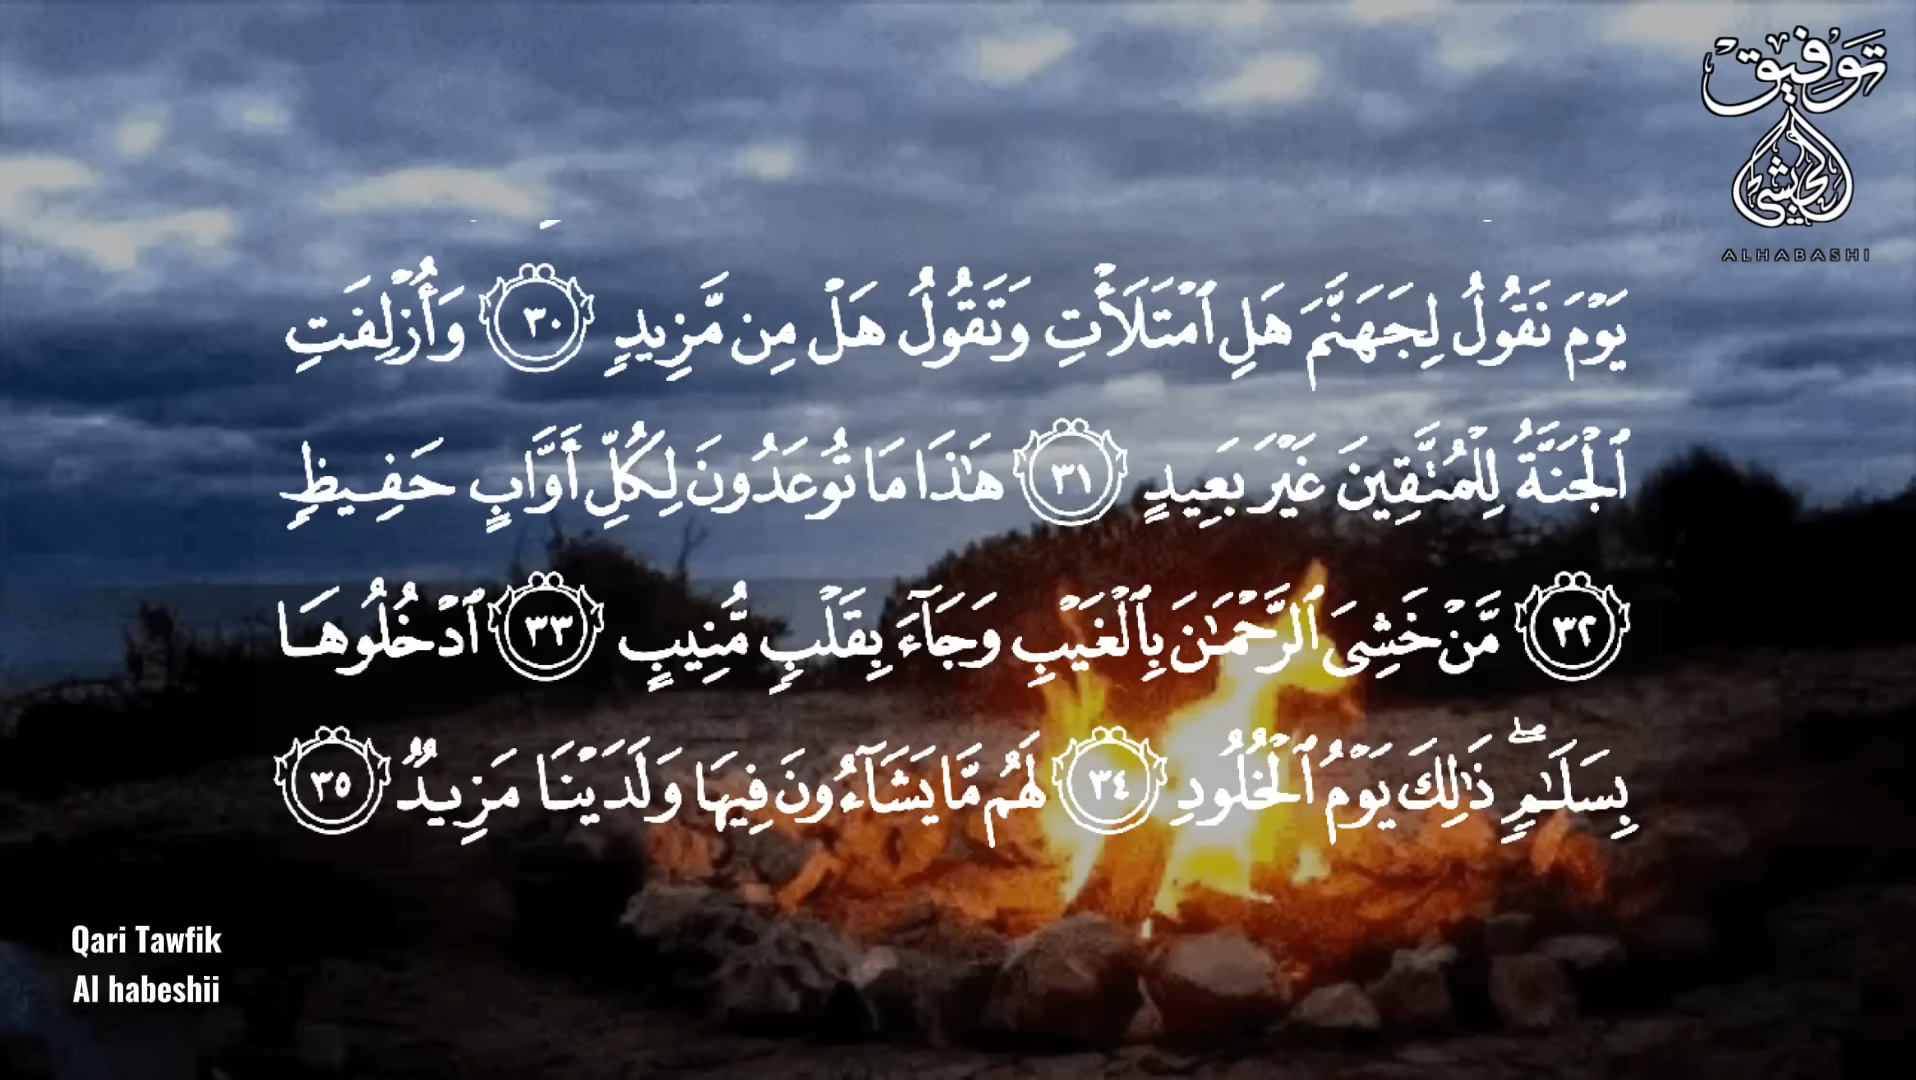 توفيق
الحبشي
ALHABASHI
يَوْمَ نَقُولُ لِجَهَنَّمَ هَلِ ٱمْتَلَأْتِ وَتَقُولُ هَلْ مِن مَّزِيدٍ ٣٠ وَأُزْلِفَتِ
ٱلْجَنَّةُ لِلْمُتَّقِينَ غَيْرَ بَعِيدٍ ٣١ هَٰذَا مَا تُوعَدُونَ لِكُلِّ أَوَّابٍ حَفِيظٍ
٣٢ مَّنْ خَشِىَ ٱلرَّحْمَٰنَ بِٱلْغَيْبِ وَجَآءَ بِقَلْبٍ مُّنِيبٍ ٣٣ ٱدْخُلُوهَا
بِسَلَٰمٍ ۖ ذَٰلِكَ يَوْمُ ٱلْخُلُودِ ٣٤ لَهُم مَّا يَشَآءُونَ فِيهَا وَلَدَيْنَا مَزِيدٌ ٣٥
Qari Tawfik
Al habeshii